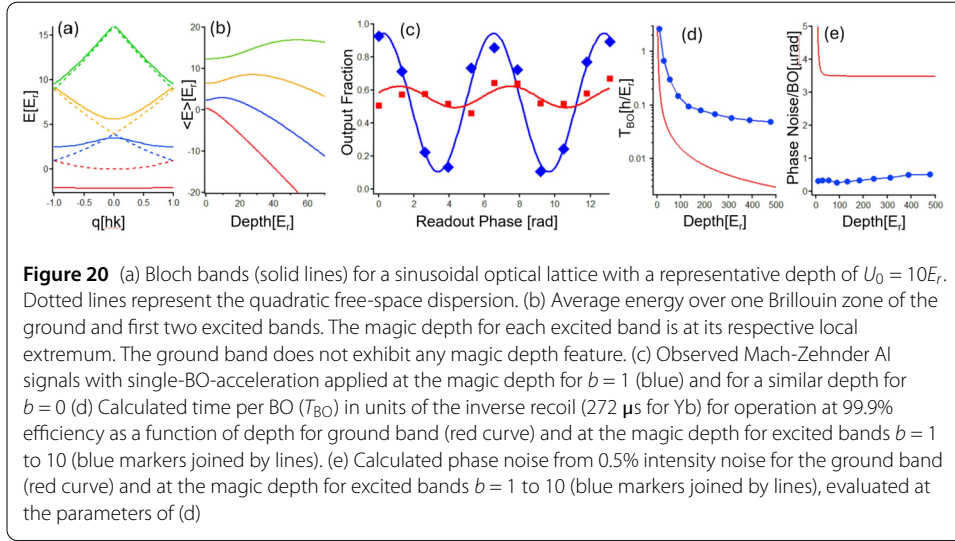 (a)
(b)
(c)
(d)
(e)
E[Er]
15
10
5
0
-1.0
0.0
1.0
q[hk]
<E>[Er]
20
10
0
-10
-20
0
20
40
60
Depth[Er]
Output Fraction
1.0
0.8
0.6
0.4
0.2
0.0
0
2
4
6
8
10
12
Readout Phase [rad]
TBO[h/Er]
1
0.1
0.01
0
100
200
300
400
500
Depth[Er]
Phase Noise/BO[µrad]
5
4
3
2
1
0
0
100
200
300
400
500
Depth[Er]
Figure 20 (a) Bloch bands (solid lines) for a sinusoidal optical lattice with a representative depth of U₀ = 10Eᵣ.
Dotted lines represent the quadratic free-space dispersion. (b) Average energy over one Brillouin zone of the
ground and first two excited bands. The magic depth for each excited band is at its respective local
extremum. The ground band does not exhibit any magic depth feature. (c) Observed Mach-Zehnder AI
signals with single-BO-acceleration applied at the magic depth for b = 1 (blue) and for a similar depth for
b = 0 (d) Calculated time per BO (TBO) in units of the inverse recoil (272 µs for Yb) for operation at 99.9%
efficiency as a function of depth for ground band (red curve) and at the magic depth for excited bands b = 1
to 10 (blue markers joined by lines). (e) Calculated phase noise from 0.5% intensity noise for the ground band
(red curve) and at the magic depth for excited bands b = 1 to 10 (blue markers joined by lines), evaluated at
the parameters of (d)